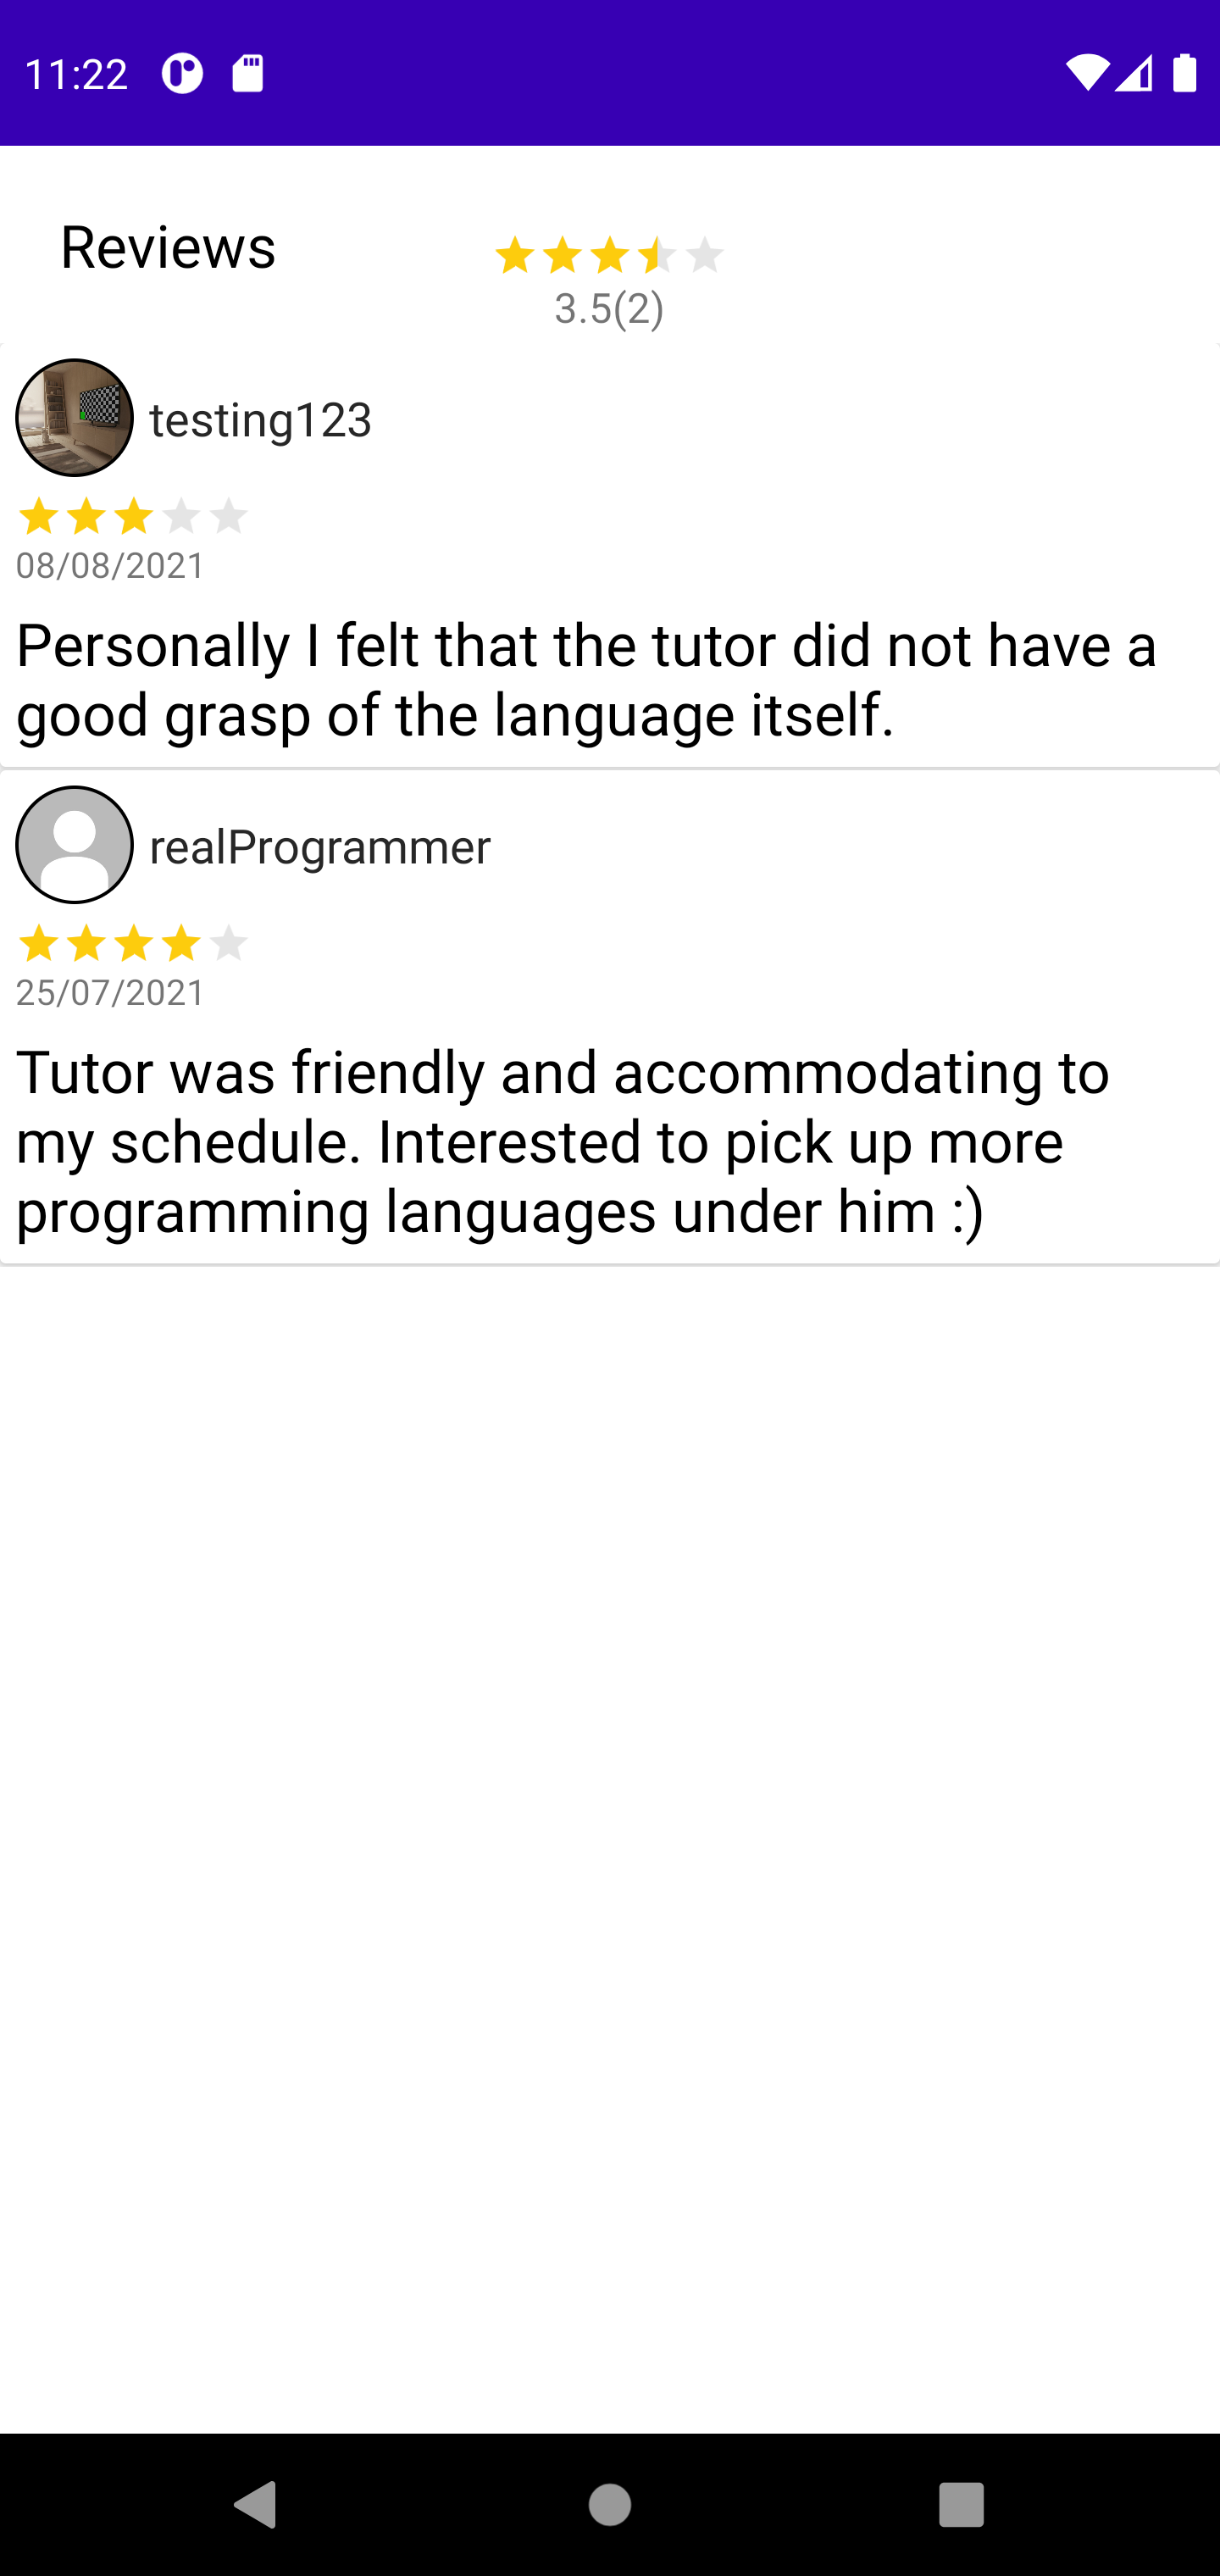 11:22
Reviews
3.5(2)
testing123
08/08/2021
Personally I felt that the tutor did not have a
good grasp of the language itself.
realProgrammer
25/07/2021
Tutor was friendly and accommodating to
my schedule. Interested to pick up more
programming languages under him :)